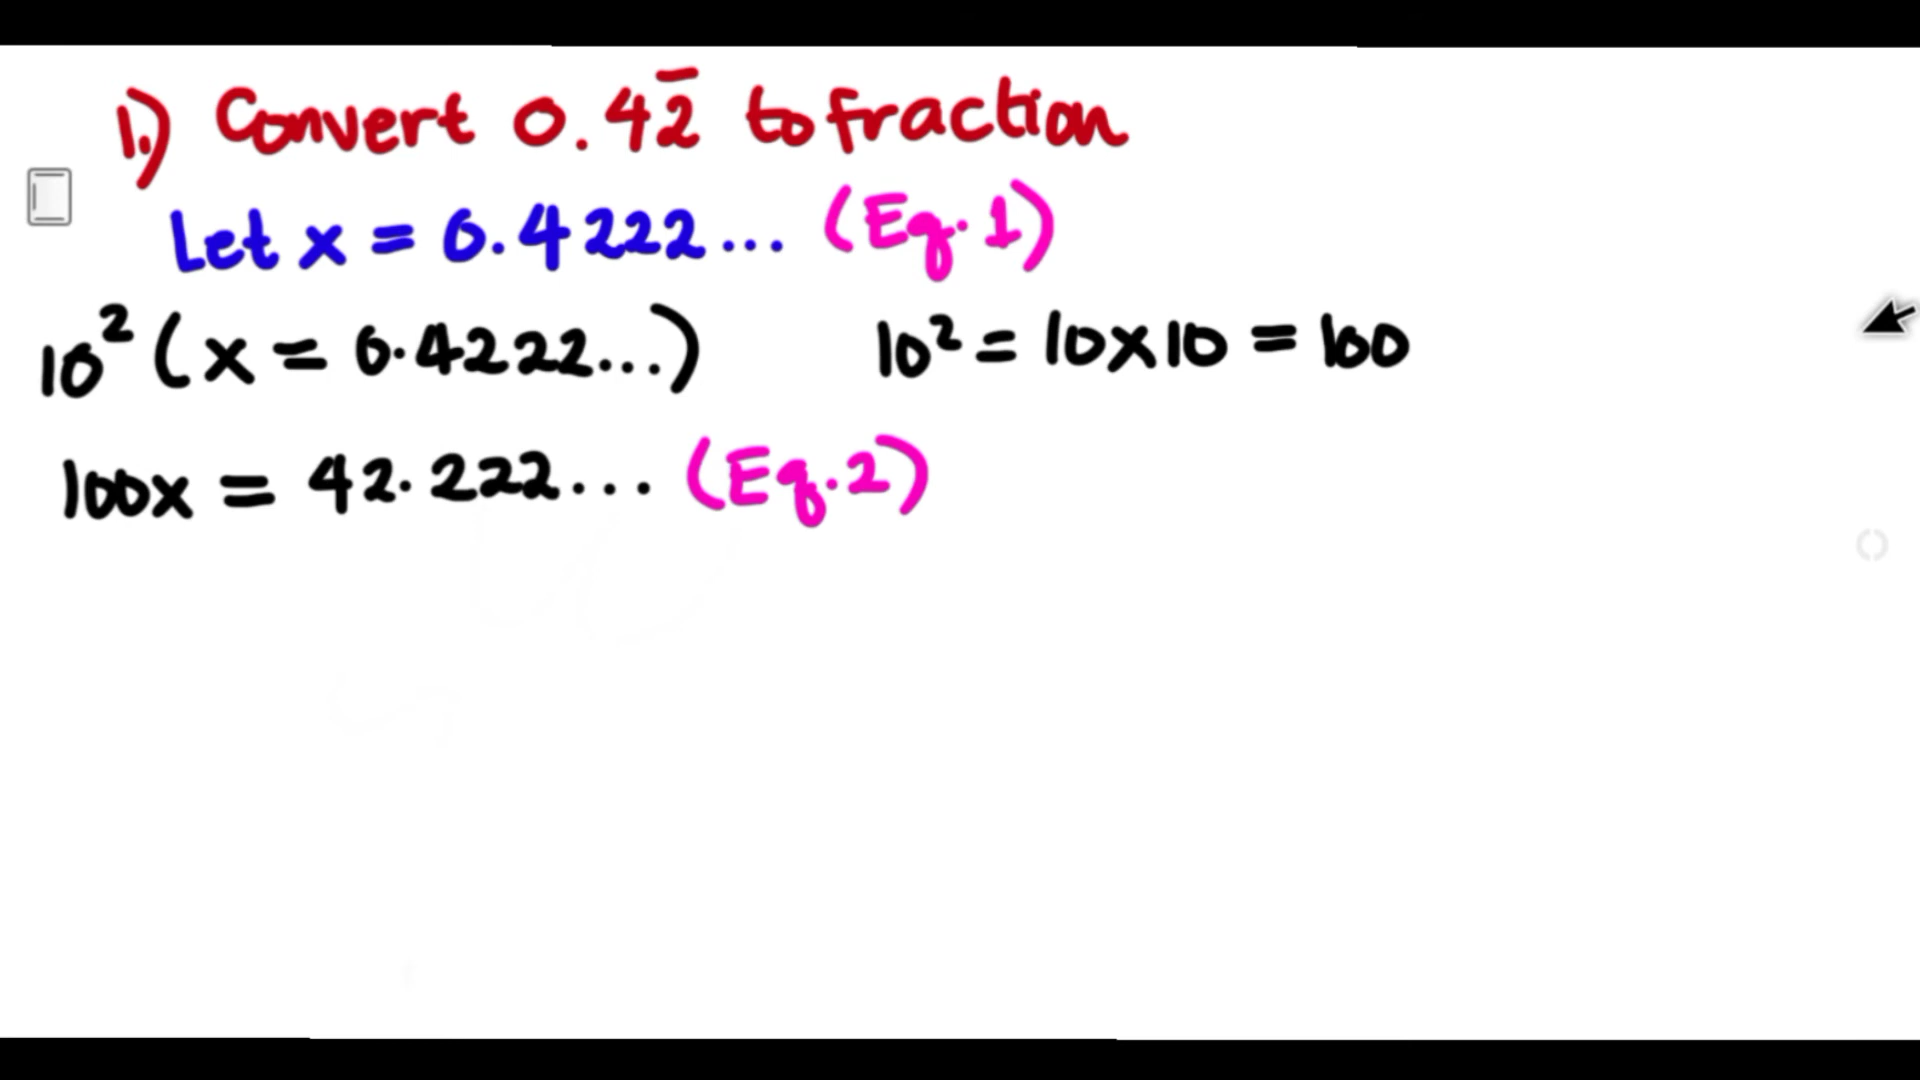 1.) Convert 0.42̅ to fraction
Let x = 0.4222... (Eq. 1)
10² (x = 0.4222...) 10² = 10x10 = 100
100x = 42.222... (Eq. 2)